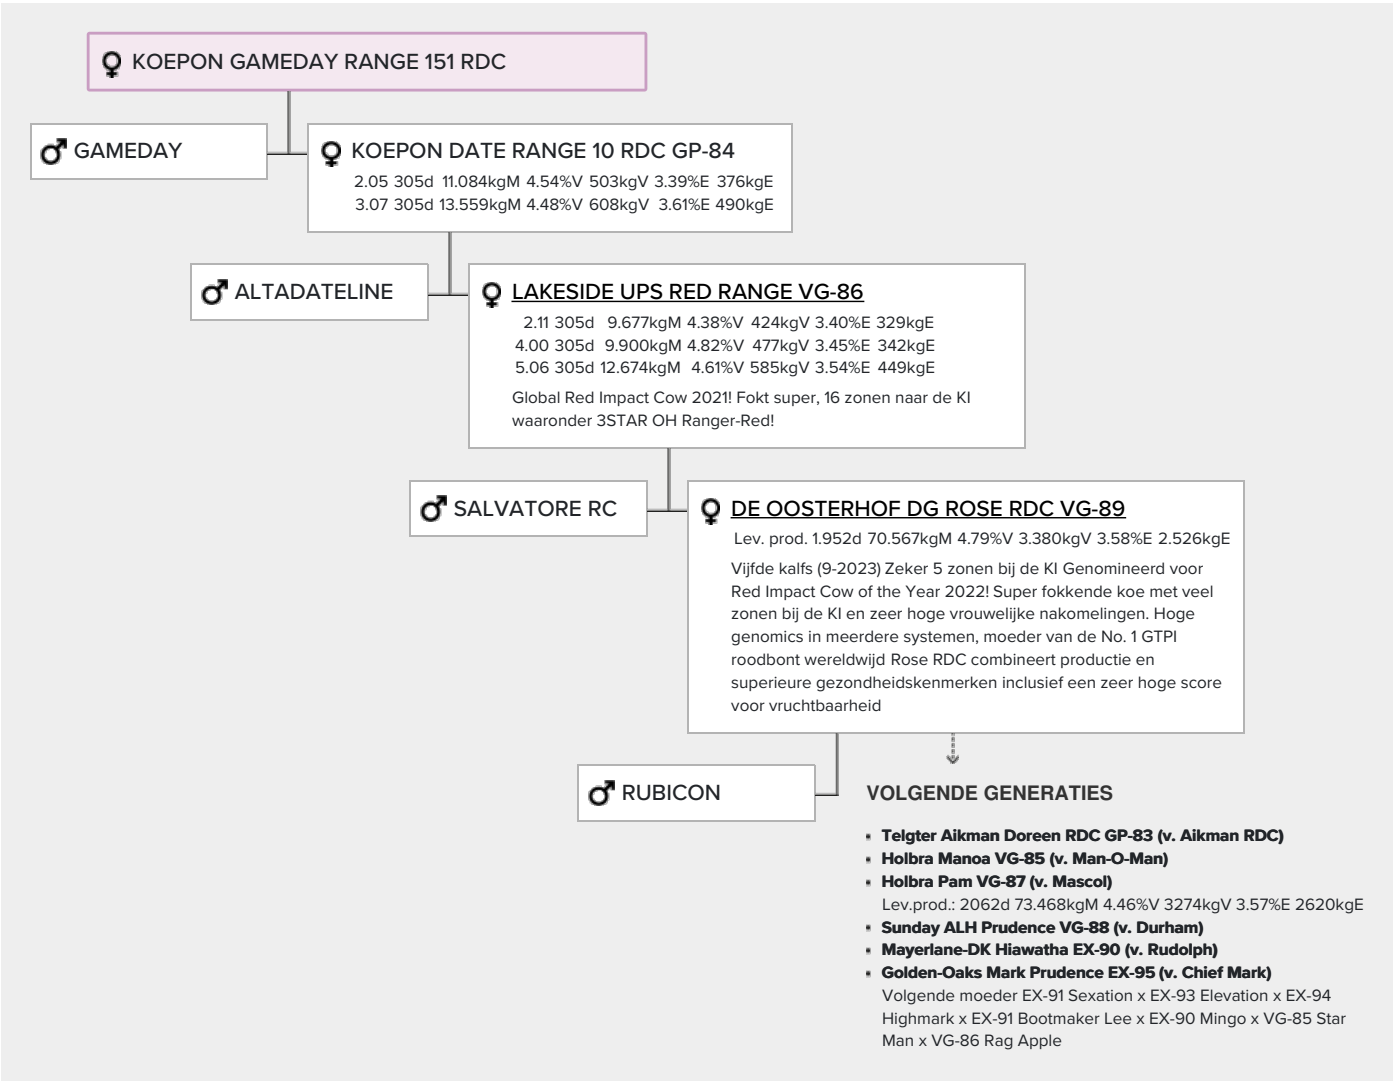 KOEPON GAMEDAY RANGE 151 RDC
GAMEDAY
KOEPON DATE RANGE 10 RDC GP-84
2.05 305d 11.084kgM 4.54%V 503kgV 3.39%E 376kgE
3.07 305d 13.559kgM 4.48%V 608kgV 3.61%E 490kgE
ALTADATELINE
LAKESIDE UPS RED RANGE VG-86
2.11 305d 9.677kgM 4.38%V 424kgV 3.40%E 329kgE
4.00 305d 9.900kgM 4.82%V 477kgV 3.45%E 342kgE
5.06 305d 12.674kgM 4.61%V 585kgV 3.54%E 449kgE
Global Red Impact Cow 2021! Fokt super, 16 zonen naar de KI
waaronder 3STAR OH Ranger-Red!
SALVATORE RC
DE OOSTERHOF DG ROSE RDC VG-89
Lev. prod. 1.952d 70.567kgM 4.79%V 3.380kgV 3.58%E 2.526kgE
Vijfde kalfs (9-2023) Zeker 5 zonen bij de KI Genomineerd voor
Red Impact Cow of the Year 2022! Super fokkende koe met veel
zonen bij de KI en zeer hoge vrouwelijke nakomelingen. Hoge
genomics in meerdere systemen, moeder van de No. 1 GTPI
roodbont wereldwijd Rose RDC combineert productie en
superieure gezondheidskenmerken inclusief een zeer hoge score
voor vruchtbaarheid
RUBICON
VOLGENDE GENERATIES
Telgter Aikman Doreen RDC GP-83 (v. Aikman RDC)
Holbra Manoa VG-85 (v. Man-O-Man)
Holbra Pam VG-87 (v. Mascol)
Lev.prod.: 2062d 73.468kgM 4.46%V 3274kgV 3.57%E 2620kgE
Sunday ALH Prudence VG-88 (v. Durham)
Mayerlane-DK Hiawatha EX-90 (v. Rudolph)
Golden-Oaks Mark Prudence EX-95 (v. Chief Mark)
Volgende moeder EX-91 Sexation x EX-93 Elevation x EX-94
Highmark x EX-91 Bootmaker Lee x EX-90 Mingo x VG-85 Star
Man x VG-86 Rag Apple